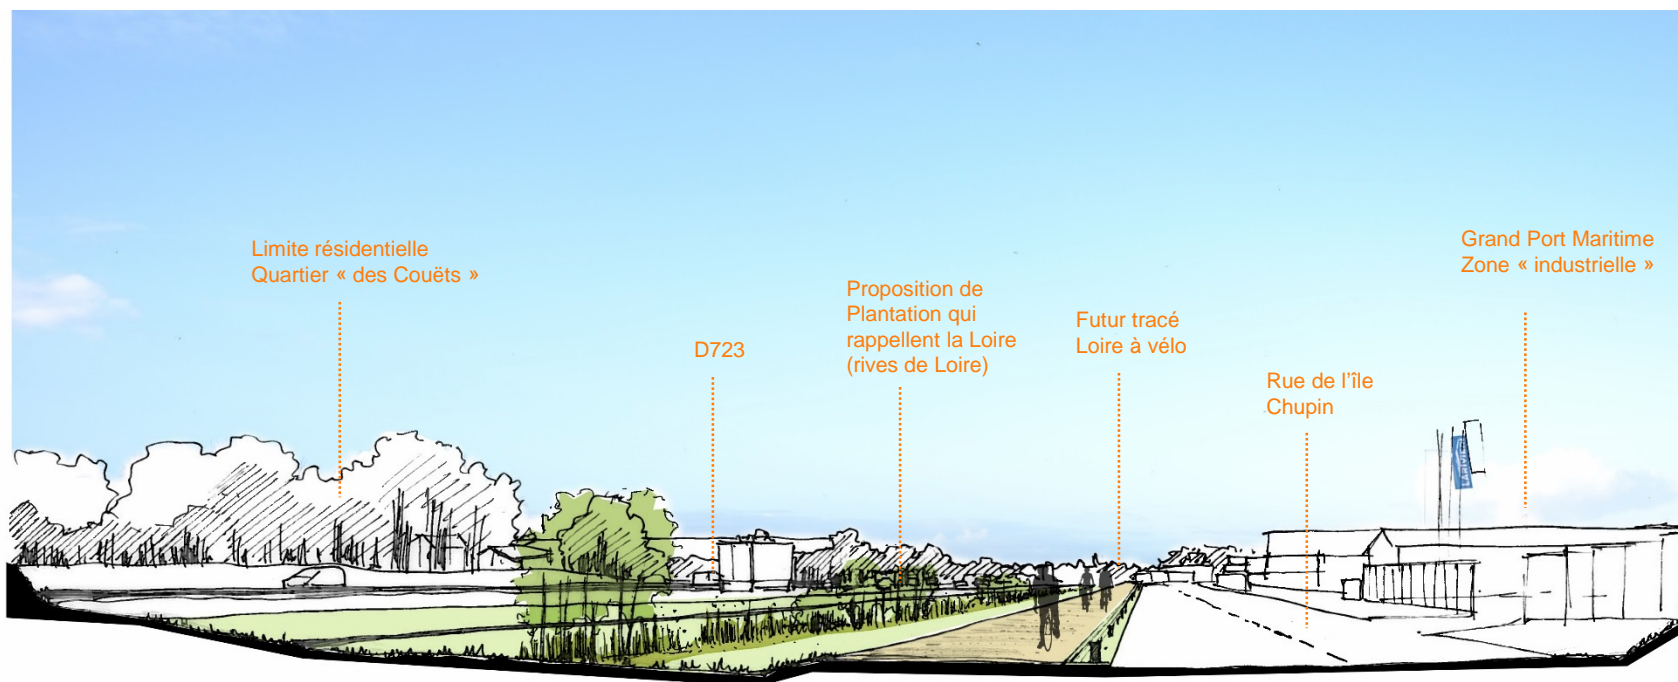 Limite résidentielle
Quartier « des Couëts »
D723
Proposition de
Plantation qui
rappellent la Loire
(rives de Loire)
Futur tracé
Loire à vélo
Rue de l'île
Chupin
Grand Port Maritime
Zone « industrielle »